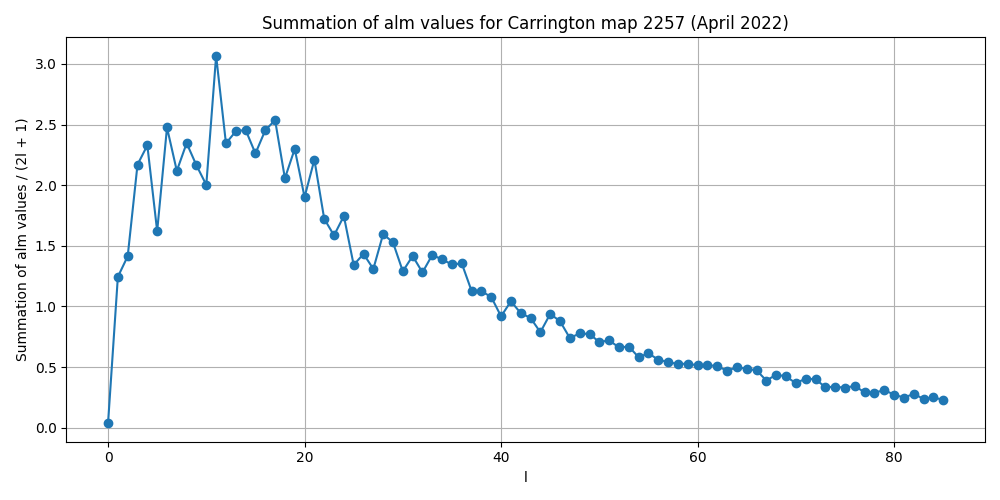 Summation of alm values for Carrington map 2257 (April 2022)
Summation of alm values / (2l + 1)
3.0
2.5
2.0
1.5
1.0
0.5
0.0
0 20 40 60 80
l